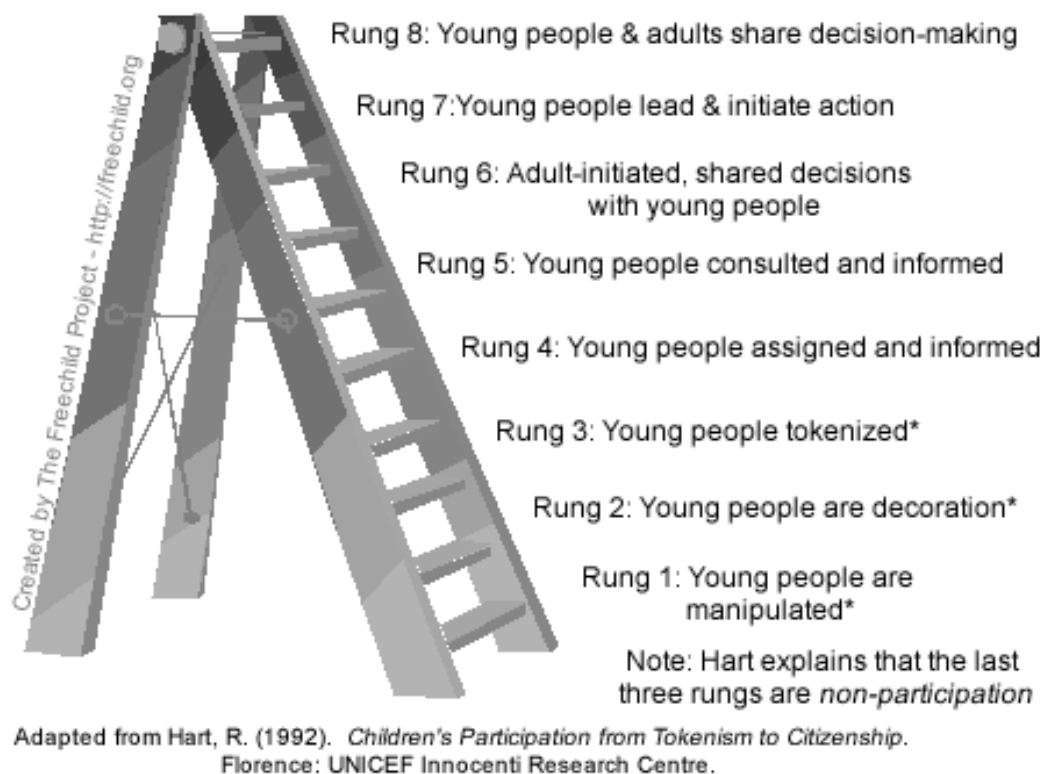 Rung 8: Young people & adults share decision-making
Rung 7:Young people lead & initiate action
Rung 6: Adult-initiated, shared decisions
with young people
Rung 5: Young people consulted and informed
Rung 4: Young people assigned and informed
Rung 3: Young people tokenized*
Rung 2: Young people are decoration*
Rung 1: Young people are
manipulated*
Note: Hart explains that the last
three rungs are non-participation
Created by The Freechild Project - http://freechild.org
Adapted from Hart, R. (1992). Children's Participation from Tokenism to Citizenship.
Florence: UNICEF Innocenti Research Centre.